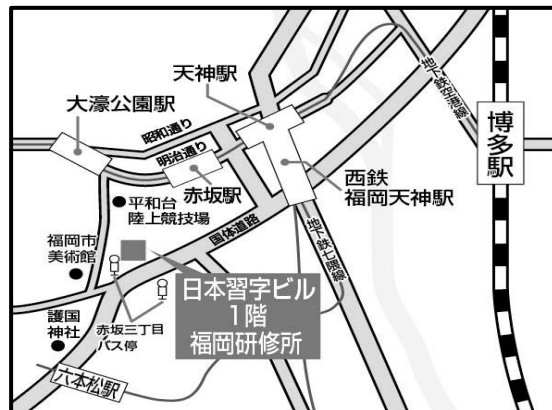 天神駅
大濠公園駅
昭和通り
地下鉄空港線
博多駅
明治通り
赤坂駅
西鉄
福岡天神駅
平和台
陸上競技場
国体道路
福岡市
美術館
地下鉄七隈線
日本習字ビル
1階
福岡研修所
護国
神社
赤坂三丁目
バス停
六本松駅